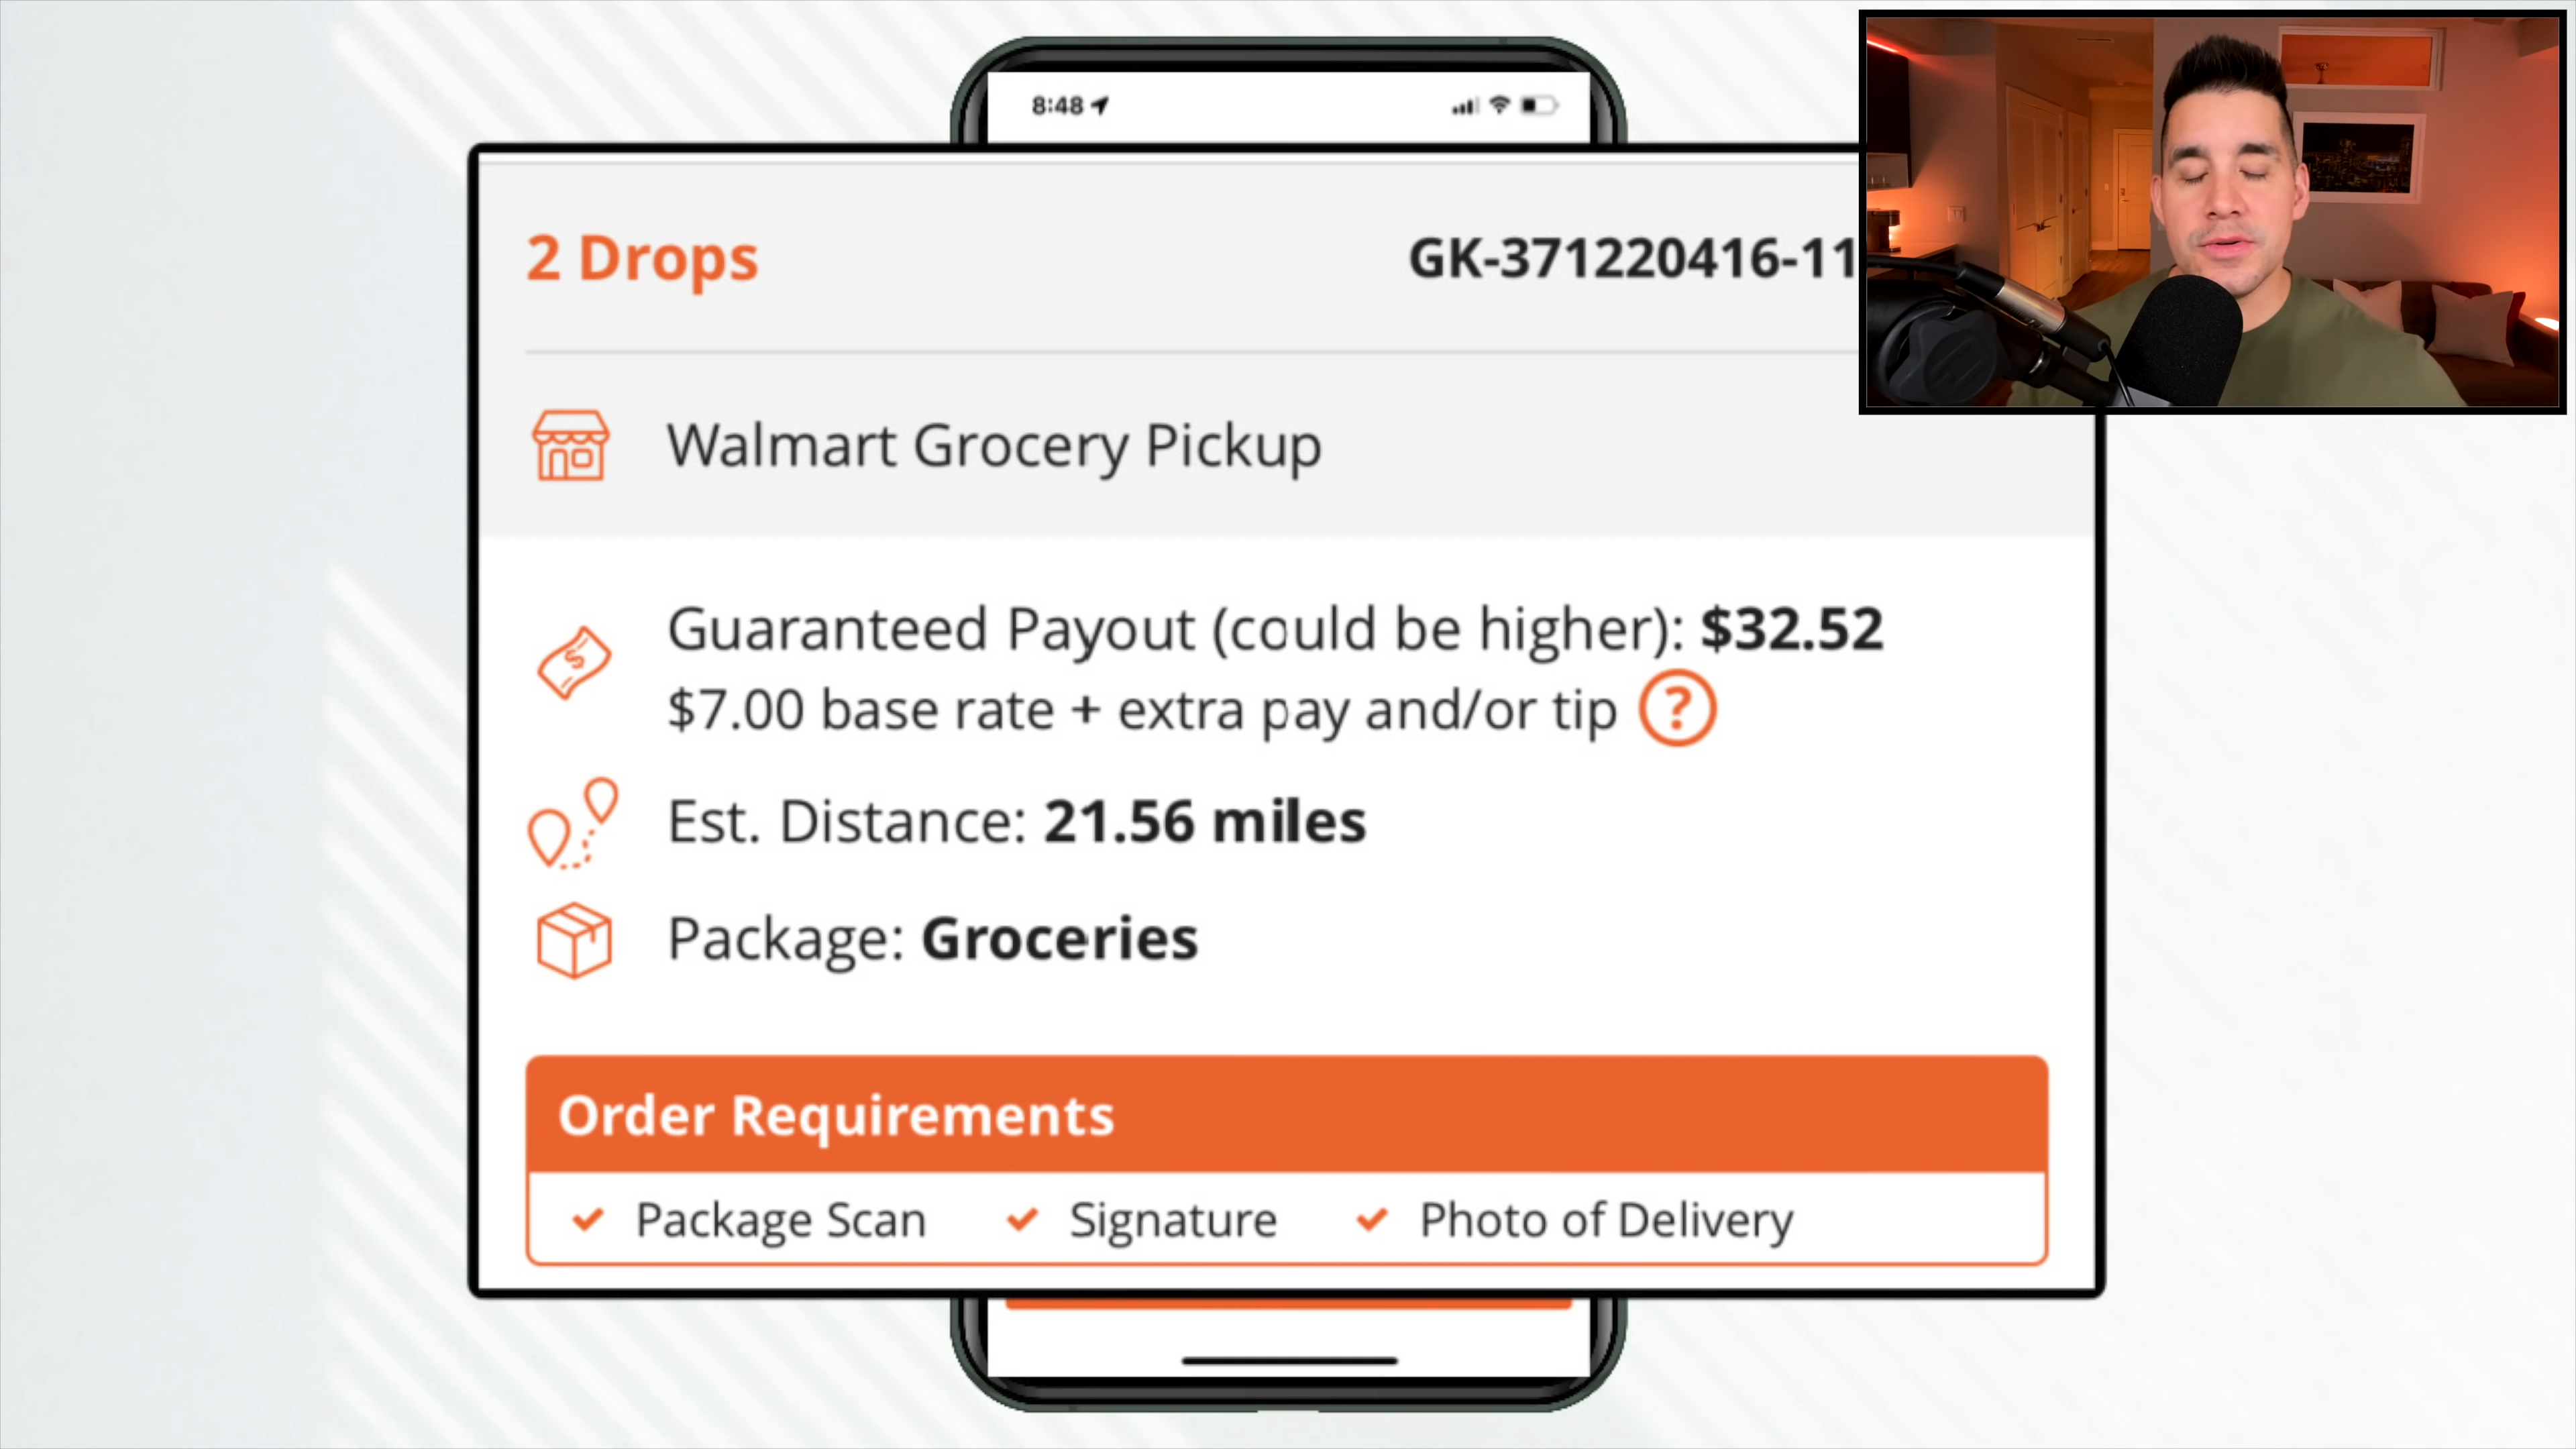 8:48
2 Drops
GK-371220416-11
Walmart Grocery Pickup
Guaranteed Payout (could be higher): $32.52
$7.00 base rate + extra pay and/or tip ?
Est. Distance: 21.56 miles
Package: Groceries
Order Requirements
Package Scan Signature Photo of Delivery